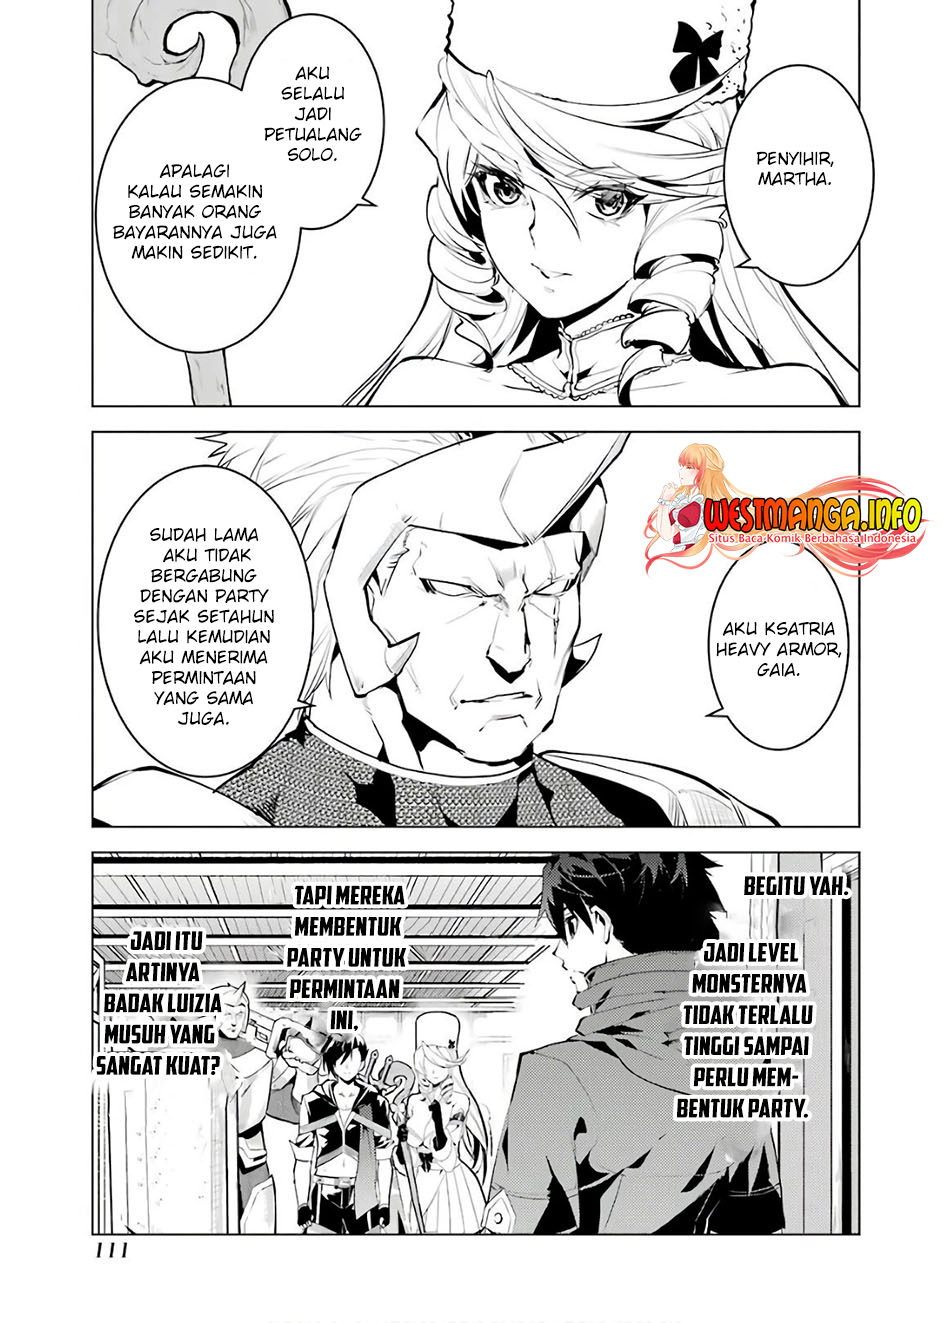 PENYIHIR,
MARTHA.
AKU
SELALU
JADI
PETUALANG
SOLO.
APALAGI
KALAU SEMAKIN
BANYAK ORANG
BAYARANNYA JUGA
MAKIN SEDIKIT.
WESTMANGA.INFO
Situs Baca Komik Berbahasa Indonesia
AKU KSATRIA
HEAVY ARMOR,
GAIA.
SUDAH LAMA
AKU TIDAK
BERGABUNG
DENGAN PARTY
SEJAK SETAHUN
LALU KEMUDIAN
AKU MENERIMA
PERMINTAAN
YANG SAMA
JUGA.
BEGITU YAH.
JADI LEVEL
MONSTERNYA
TIDAK TERLALU
TINGGI SAMPAI
PERLU MEM-
BENTUK PARTY.
TAPI MEREKA
MEMBENTUK
PARTY UNTUK
PERMINTAAN
INI,
JADI ITU
ARTINYA
BADAK LUIZIA
MUSUH YANG
SANGAT KUAT?
111